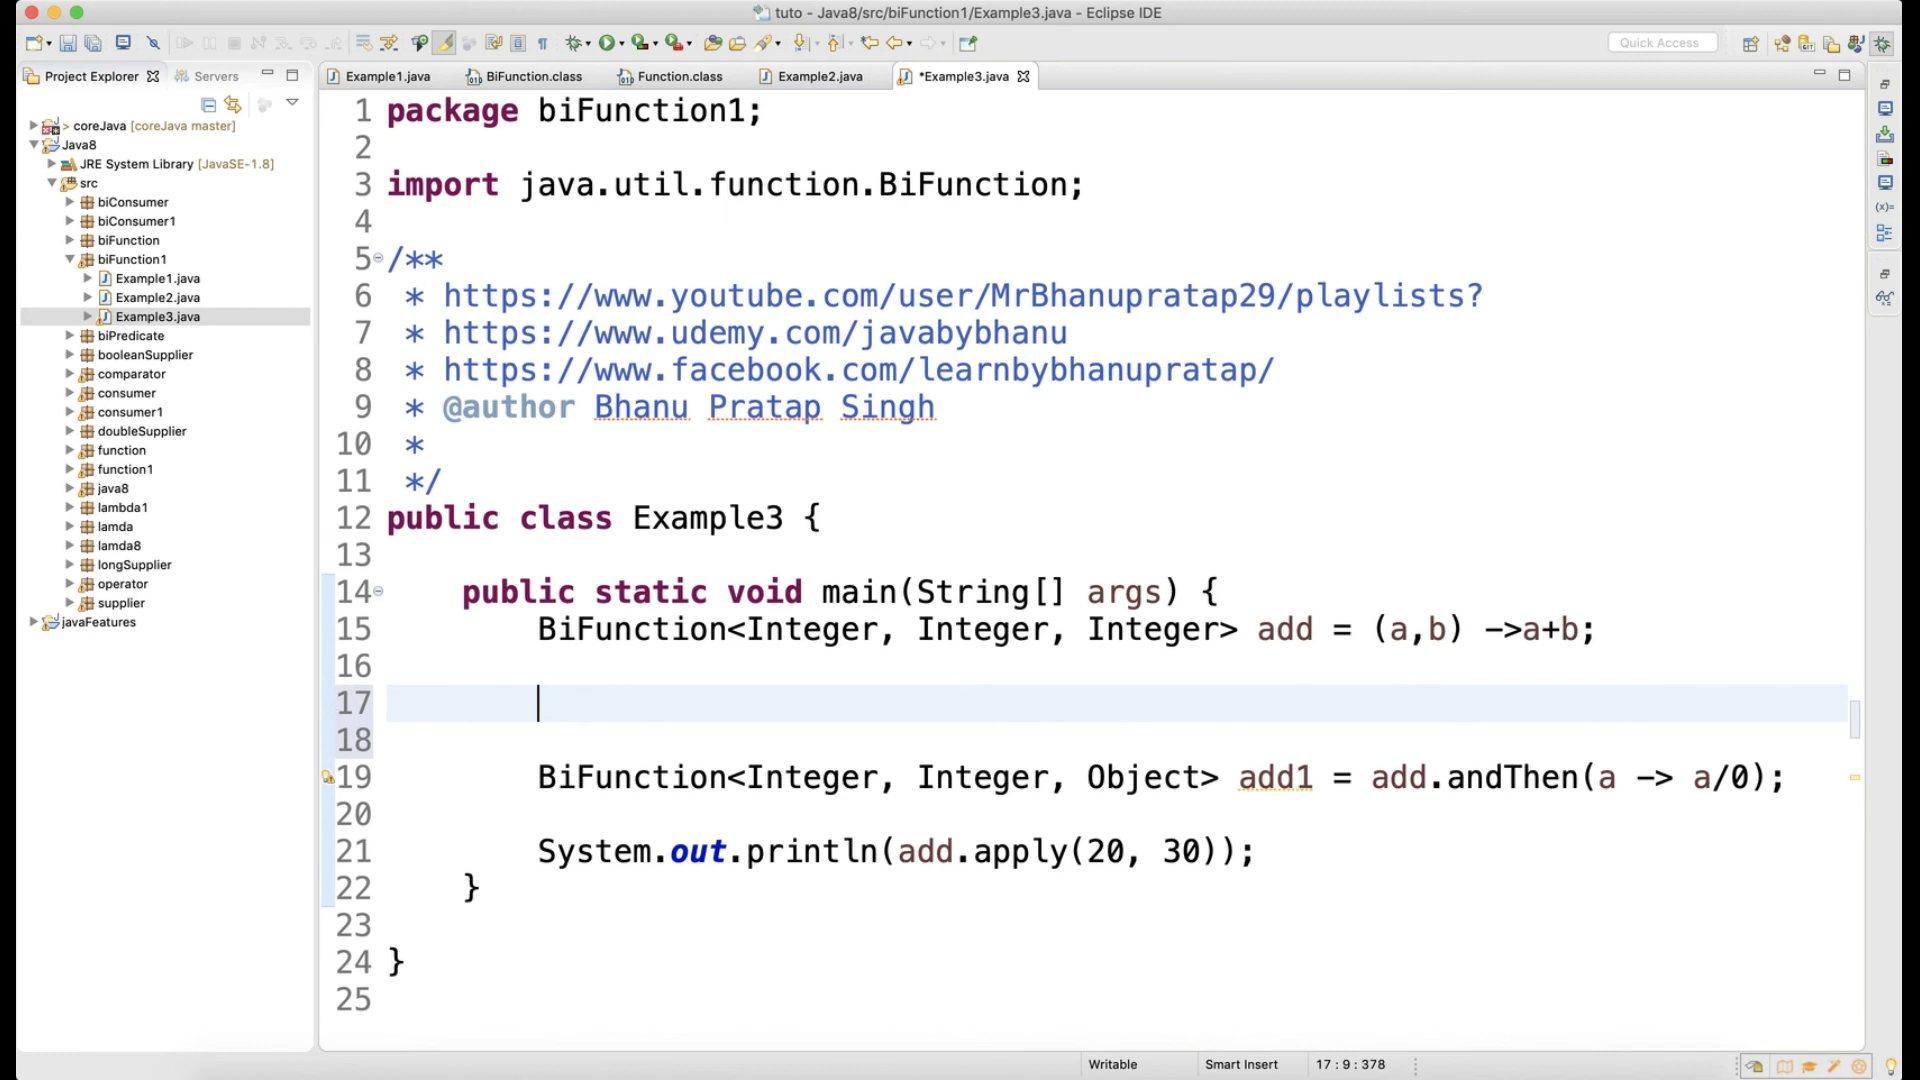 tuto - Java8/src/biFunction1/Example3.java - Eclipse IDE
Quick Access
Project Explorer
Servers
Example1.java
BiFunction.class
Function.class
Example2.java
*Example3.java
> coreJava [coreJava master]
Java8
JRE System Library [JavaSE-1.8]
src
biConsumer
biConsumer1
biFunction
biFunction1
Example1.java
Example2.java
Example3.java
biPredicate
booleanSupplier
comparator
consumer
consumer1
doubleSupplier
function
function1
java8
lambda1
lamda
lamda8
longSupplier
operator
supplier
javaFeatures
1 package biFunction1;
2
3 import java.util.function.BiFunction;
4
5 /**
6 * https://www.youtube.com/user/MrBhanupratap29/playlists?
7 * https://www.udemy.com/javabybhanu
8 * https://www.facebook.com/learnbybhanupratap/
9 * @author Bhanu Pratap Singh
10 *
11 */
12 public class Example3 {
13
14 public static void main(String[] args) {
15 BiFunction<Integer, Integer, Integer> add = (a,b) ->a+b;
16
17
18
19 BiFunction<Integer, Integer, Object> add1 = add.andThen(a -> a/0);
20
21 System.out.println(add.apply(20, 30));
22 }
23
24 }
25
Writable
Smart Insert
17 : 9 : 378